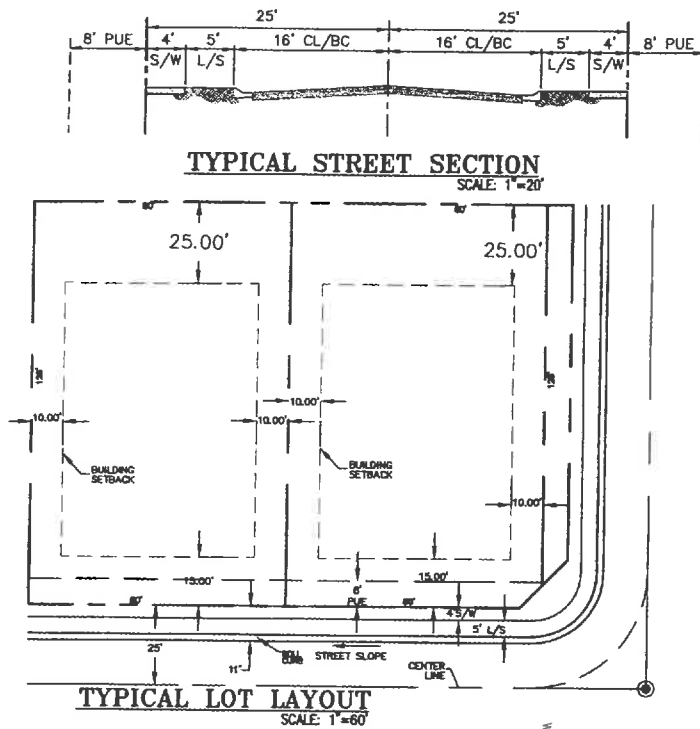 25' 25'
8' PUE 4' 5' 16' CL/BC 16' CL/BC 5' 4' 8' PUE
S/W L/S L/S S/W
TYPICAL STREET SECTION
SCALE: 1"=20'
80' 80'
25.00' 25.00'
10.00' 10.00' 10.00'
BUILDING
SETBACK
BUILDING
SETBACK
10.00'
15.00' 15.00'
PUE
4' S/W
5' L/S
25'
11'
ROLL
CURB
STREET SLOPE
CENTER
LINE
TYPICAL LOT LAYOUT
SCALE: 1"=60'